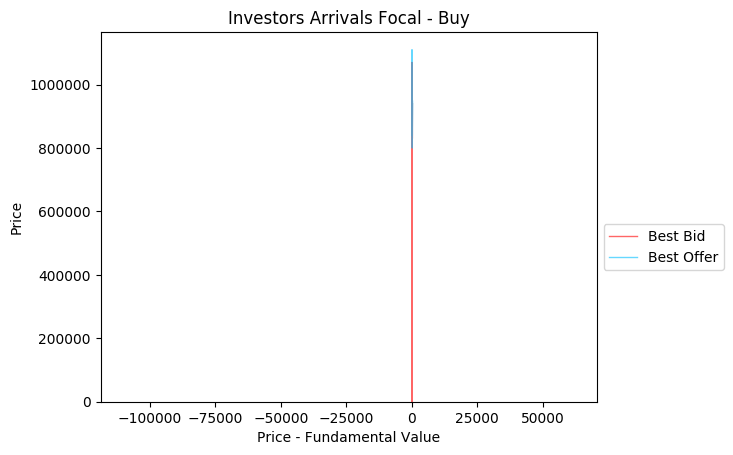 Investors Arrivals Focal - Buy
1000000
800000
600000
400000
200000
0
Price
−100000 −75000 −50000 −25000 0 25000 50000
Price - Fundamental Value
Best Bid
Best Offer